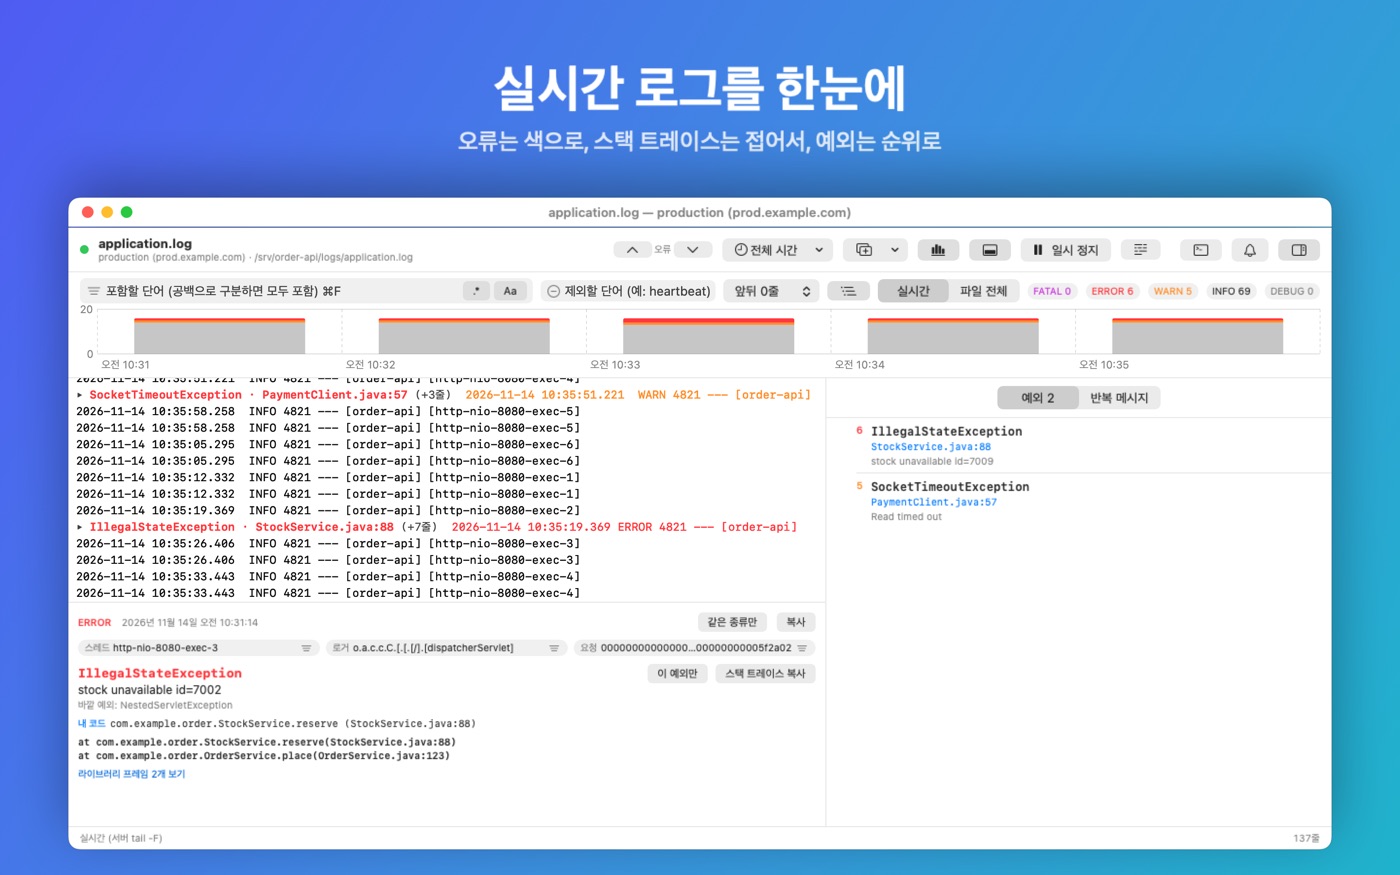 실시간 로그를 한눈에
오류는 색으로, 스택 트레이스는 접어서, 예외는 순위로
application.log — production (prod.example.com)
application.log
production (prod.example.com) · /srv/order-api/logs/application.log
오류
전체 시간
일시 정지
포함할 단어 (공백으로 구분하면 모두 포함) ⌘F
.*
Aa
제외할 단어 (예: heartbeat)
앞뒤 0줄
실시간
파일 전체
FATAL 0
ERROR 6
WARN 5
INFO 69
DEBUG 0
20
0
오전 10:31
오전 10:32
오전 10:33
오전 10:34
오전 10:35
2026-11-14 10:35:51.221  INFO 4821 --- [order-api] [http-nio-8080-exec-4]
▸ SocketTimeoutException · PaymentClient.java:57 (+3줄)  2026-11-14 10:35:51.221  WARN 4821 --- [order-api]
2026-11-14 10:35:58.258  INFO 4821 --- [order-api] [http-nio-8080-exec-5]
2026-11-14 10:35:58.258  INFO 4821 --- [order-api] [http-nio-8080-exec-5]
2026-11-14 10:35:05.295  INFO 4821 --- [order-api] [http-nio-8080-exec-6]
2026-11-14 10:35:05.295  INFO 4821 --- [order-api] [http-nio-8080-exec-6]
2026-11-14 10:35:12.332  INFO 4821 --- [order-api] [http-nio-8080-exec-1]
2026-11-14 10:35:12.332  INFO 4821 --- [order-api] [http-nio-8080-exec-1]
2026-11-14 10:35:19.369  INFO 4821 --- [order-api] [http-nio-8080-exec-2]
▸ IllegalStateException · StockService.java:88 (+7줄)  2026-11-14 10:35:19.369 ERROR 4821 --- [order-api]
2026-11-14 10:35:26.406  INFO 4821 --- [order-api] [http-nio-8080-exec-3]
2026-11-14 10:35:26.406  INFO 4821 --- [order-api] [http-nio-8080-exec-3]
2026-11-14 10:35:33.443  INFO 4821 --- [order-api] [http-nio-8080-exec-4]
2026-11-14 10:35:33.443  INFO 4821 --- [order-api] [http-nio-8080-exec-4]
예외 2
반복 메시지
6 IllegalStateException
StockService.java:88
stock unavailable id=7009
5 SocketTimeoutException
PaymentClient.java:57
Read timed out
ERROR 2026년 11월 14일 오전 10:31:14
같은 종류만
복사
스레드 http-nio-8080-exec-3
로거 o.a.c.c.C.[.[.[/].[dispatcherServlet]
요청 00000000000000...00000000005f2a02
IllegalStateException
이 예외만
스택 트레이스 복사
stock unavailable id=7002
바깥 예외: NestedServletException
내 코드 com.example.order.StockService.reserve (StockService.java:88)
at com.example.order.StockService.reserve(StockService.java:88)
at com.example.order.OrderService.place(OrderService.java:123)
라이브러리 프레임 2개 보기
실시간 (서버 tail -F)
137줄